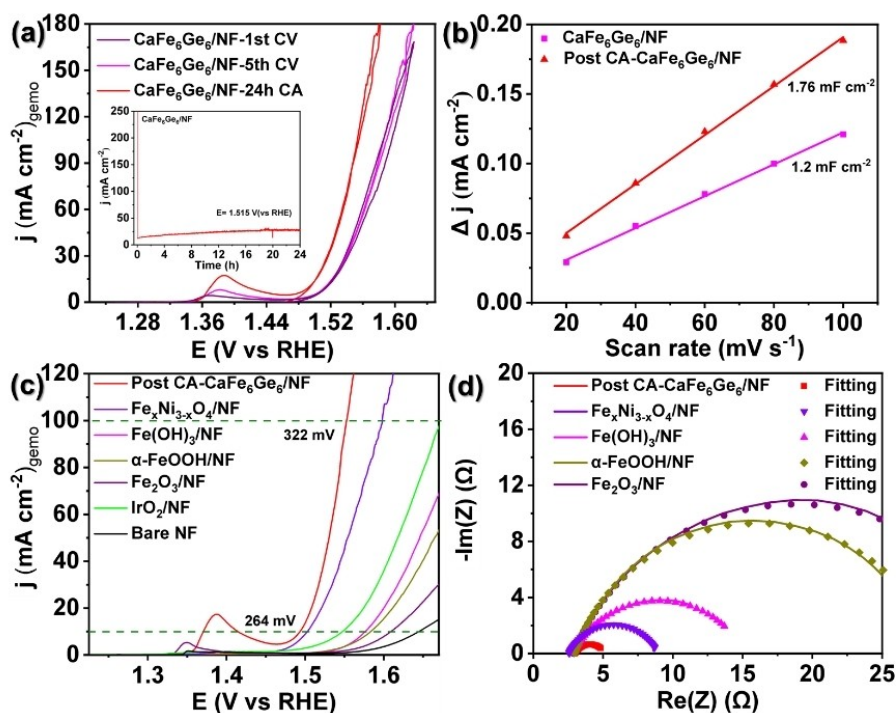 (a)
CaFe₆Ge₆/NF-1st CV
CaFe₆Ge₆/NF-5th CV
CaFe₆Ge₆/NF-24h CA
j (mA cm⁻²)gemo
180
150
120
90
60
30
0
1.28 1.36 1.44 1.52 1.60
E (V vs RHE)
CaFe₆Ge₆/NF
E= 1.515 V(vs RHE)
j (mA cm⁻²)
250
200
150
100
50
0
0 4 8 12 16 20 24
Time (h)
(b)
CaFe₆Ge₆/NF
Post CA-CaFe₆Ge₆/NF
1.76 mF cm⁻²
1.2 mF cm⁻²
Δ j (mA cm⁻²)
0.20
0.15
0.10
0.05
0.00
20 40 60 80 100
Scan rate (mV s⁻¹)
(c)
Post CA-CaFe₆Ge₆/NF
FeₓNi₃₋ₓO₄/NF
Fe(OH)₃/NF
α-FeOOH/NF
Fe₂O₃/NF
IrO₂/NF
Bare NF
322 mV
264 mV
j (mA cm⁻²)gemo
120
100
80
60
40
20
0
1.3 1.4 1.5 1.6
E (V vs RHE)
(d)
Post CA-CaFe₆Ge₆/NF Fitting
FeₓNi₃₋ₓO₄/NF Fitting
Fe(OH)₃/NF Fitting
α-FeOOH/NF Fitting
Fe₂O₃/NF Fitting
-Im(Z) (Ω)
20
18
16
14
12
10
8
6
4
2
0
0 5 10 15 20 25
Re(Z) (Ω)